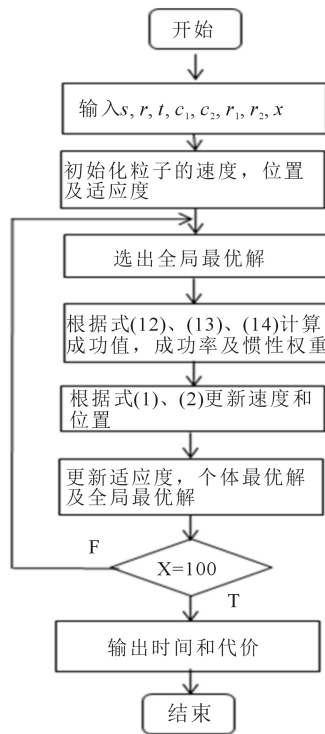 开始
输入s, r, t, c₁, c₂, r₁, r₂, x
初始化粒子的速度，位置
及适应度
选出全局最优解
根据式(12)、(13)、(14)计算
成功值，成功率及惯性权重
根据式(1)、(2)更新速度和
位置
更新适应度，个体最优解
及全局最优解
F
X=100
T
输出时间和代价
结束